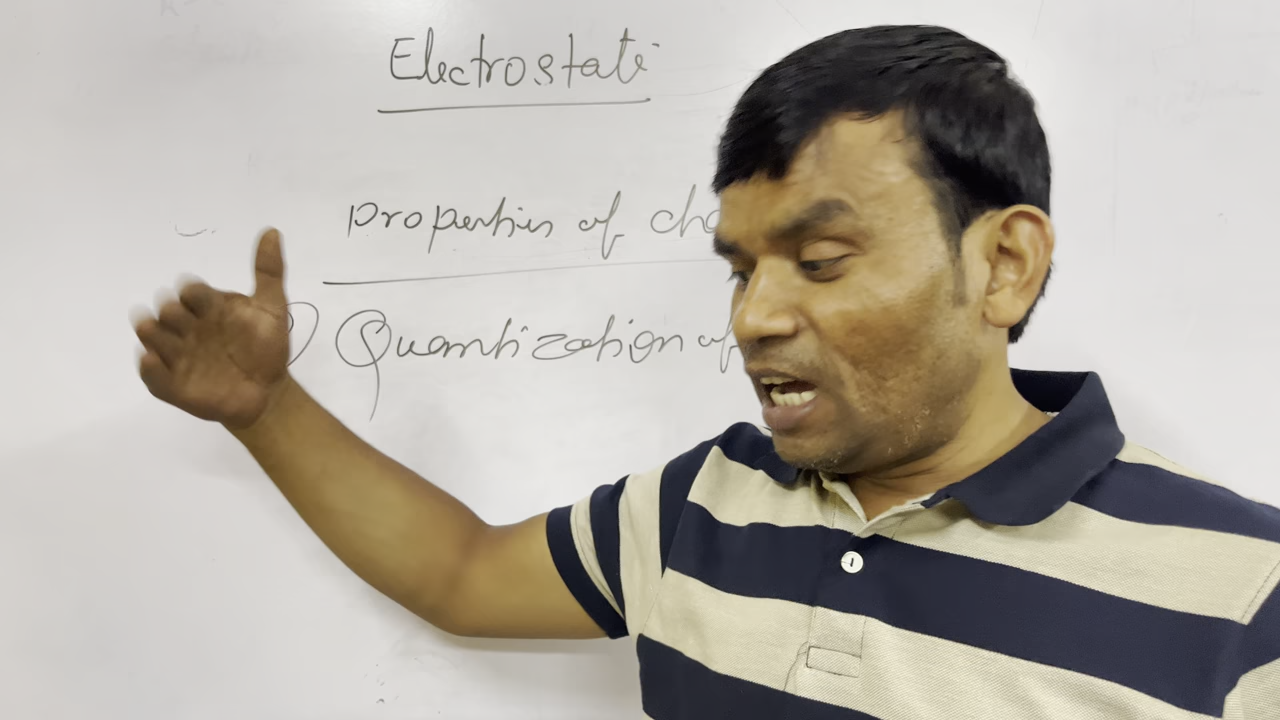 Electrostati
Properties of cha
) Quantization of